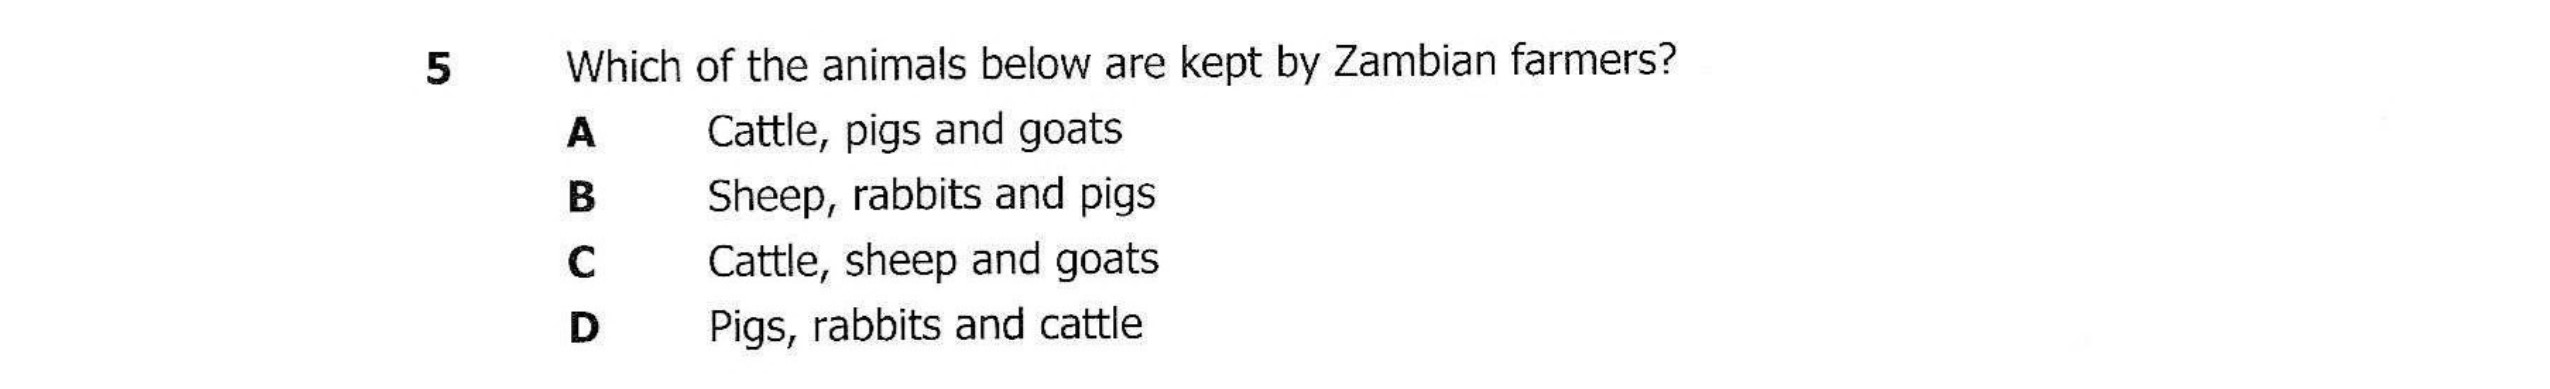 5 Which of the animals below are kept by Zambian farmers?
A Cattle, pigs and goats
B Sheep, rabbits and pigs
C Cattle, sheep and goats
D Pigs, rabbits and cattle